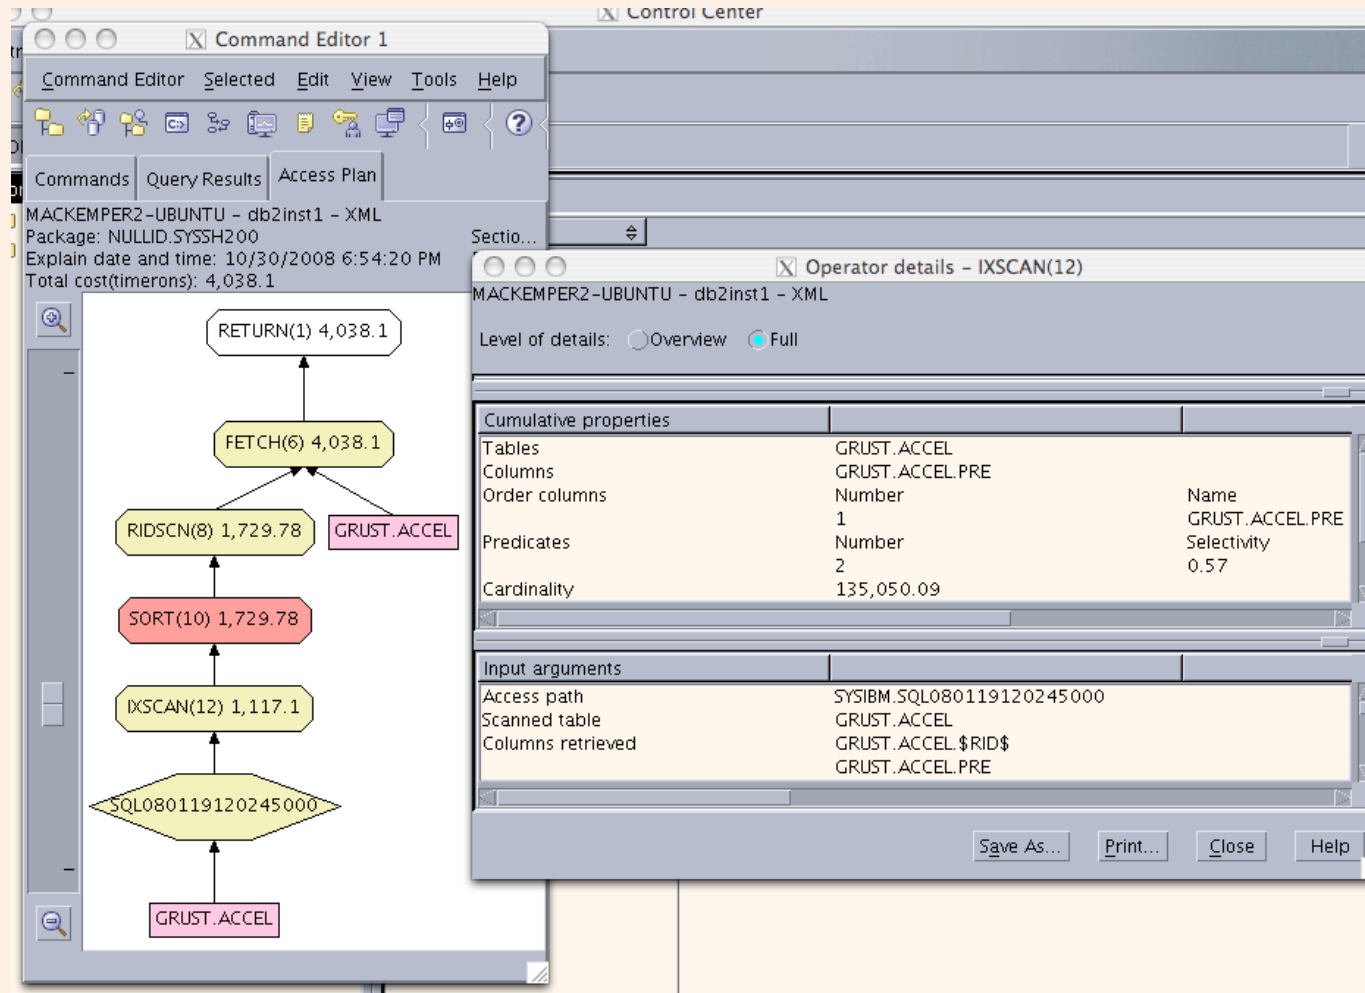 Control Center
Command Editor 1
Command Editor Selected Edit View Tools Help
Commands Query Results Access Plan
MACKEMPER2-UBUNTU - db2inst1 - XML
Package: NULLID.SYSSH200 Sectio...
Explain date and time: 10/30/2008 6:54:20 PM
Total cost(timerons): 4,038.1
RETURN(1) 4,038.1
FETCH(6) 4,038.1
RIDSCN(8) 1,729.78
GRUST.ACCEL
SORT(10) 1,729.78
IXSCAN(12) 1,117.1
SQL080119120245000
GRUST.ACCEL
Operator details - IXSCAN(12)
MACKEMPER2-UBUNTU - db2inst1 - XML
Level of details: Overview Full
Cumulative properties
Tables GRUST.ACCEL
Columns GRUST.ACCEL.PRE
Order columns Number Name
1 GRUST.ACCEL.PRE
Predicates Number Selectivity
2 0.57
Cardinality 135,050.09
Input arguments
Access path SYSIBM.SQL080119120245000
Scanned table GRUST.ACCEL
Columns retrieved GRUST.ACCEL.$RID$
GRUST.ACCEL.PRE
Save As... Print... Close Help